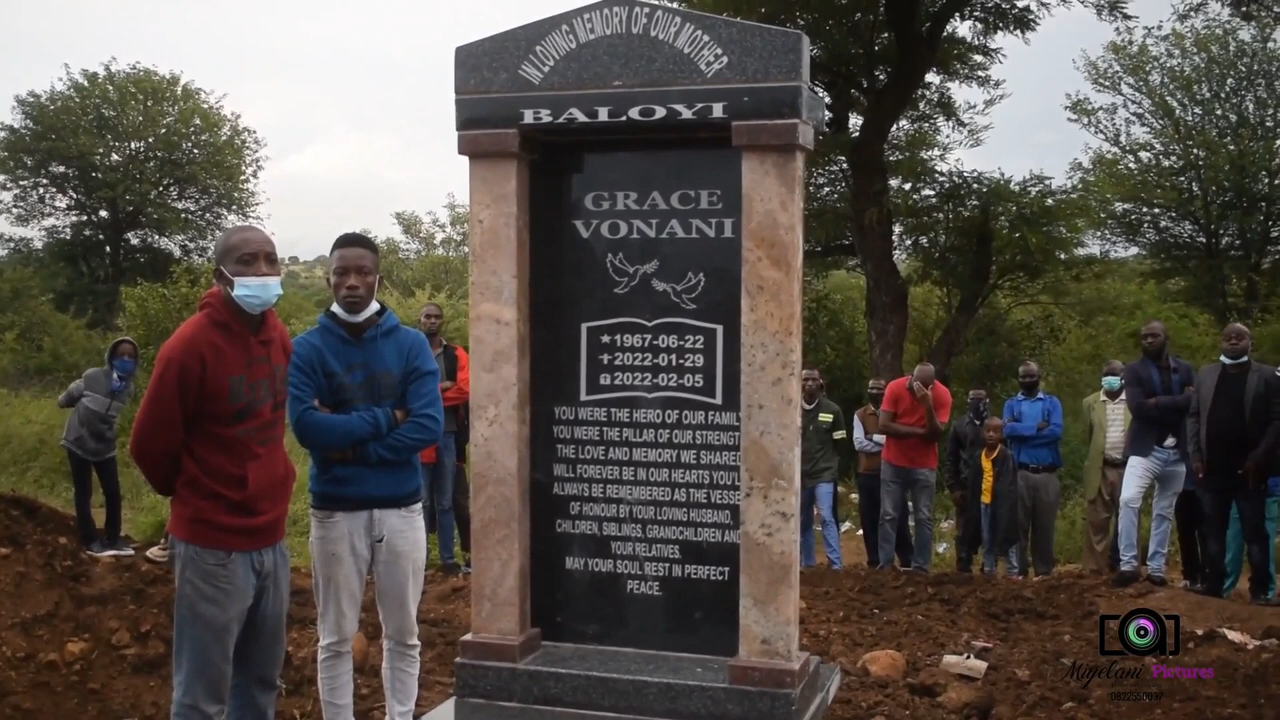 IN LOVING MEMORY OF OUR MOTHER
BALOYI
GRACE
VONANI
★1967-06-22
✝2022-01-29
2022-02-05
YOU WERE THE HERO OF OUR FAMIL
YOU WERE THE PILLAR OF OUR STRENGT
THE LOVE AND MEMORY WE SHARED
WILL FOREVER BE IN OUR HEARTS YOU'L
ALWAYS BE REMEMBERED AS THE VESSE
OF HONOUR BY YOUR LOVING HUSBAND,
CHILDREN, SIBLINGS, GRANDCHILDREN AND
YOUR RELATIVES.
MAY YOUR SOUL REST IN PERFECT
PEACE.
Miyelani Pictures